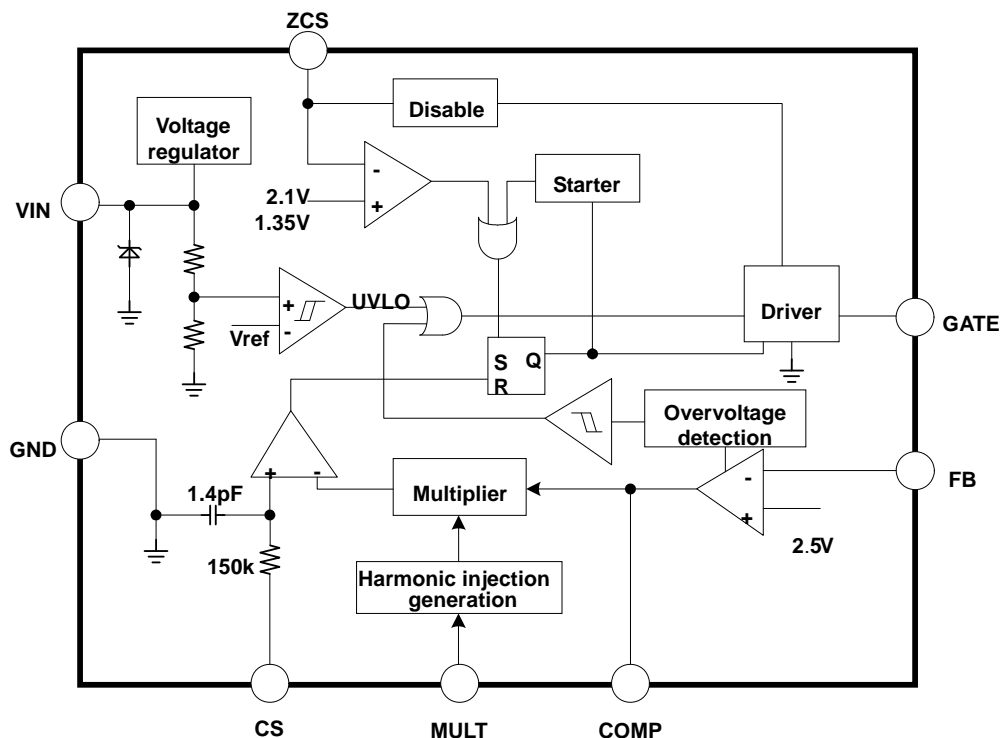 ZCS
Voltage
regulator
Disable
Starter
VIN
-
+
2.1V
1.35V
+
-
Vref
UVLO
Driver
GATE
S
R
Q
Overvoltage
detection
GND
+
-
Multiplier
-
+
FB
2.5V
1.4pF
150k
Harmonic injection
generation
CS
MULT
COMP